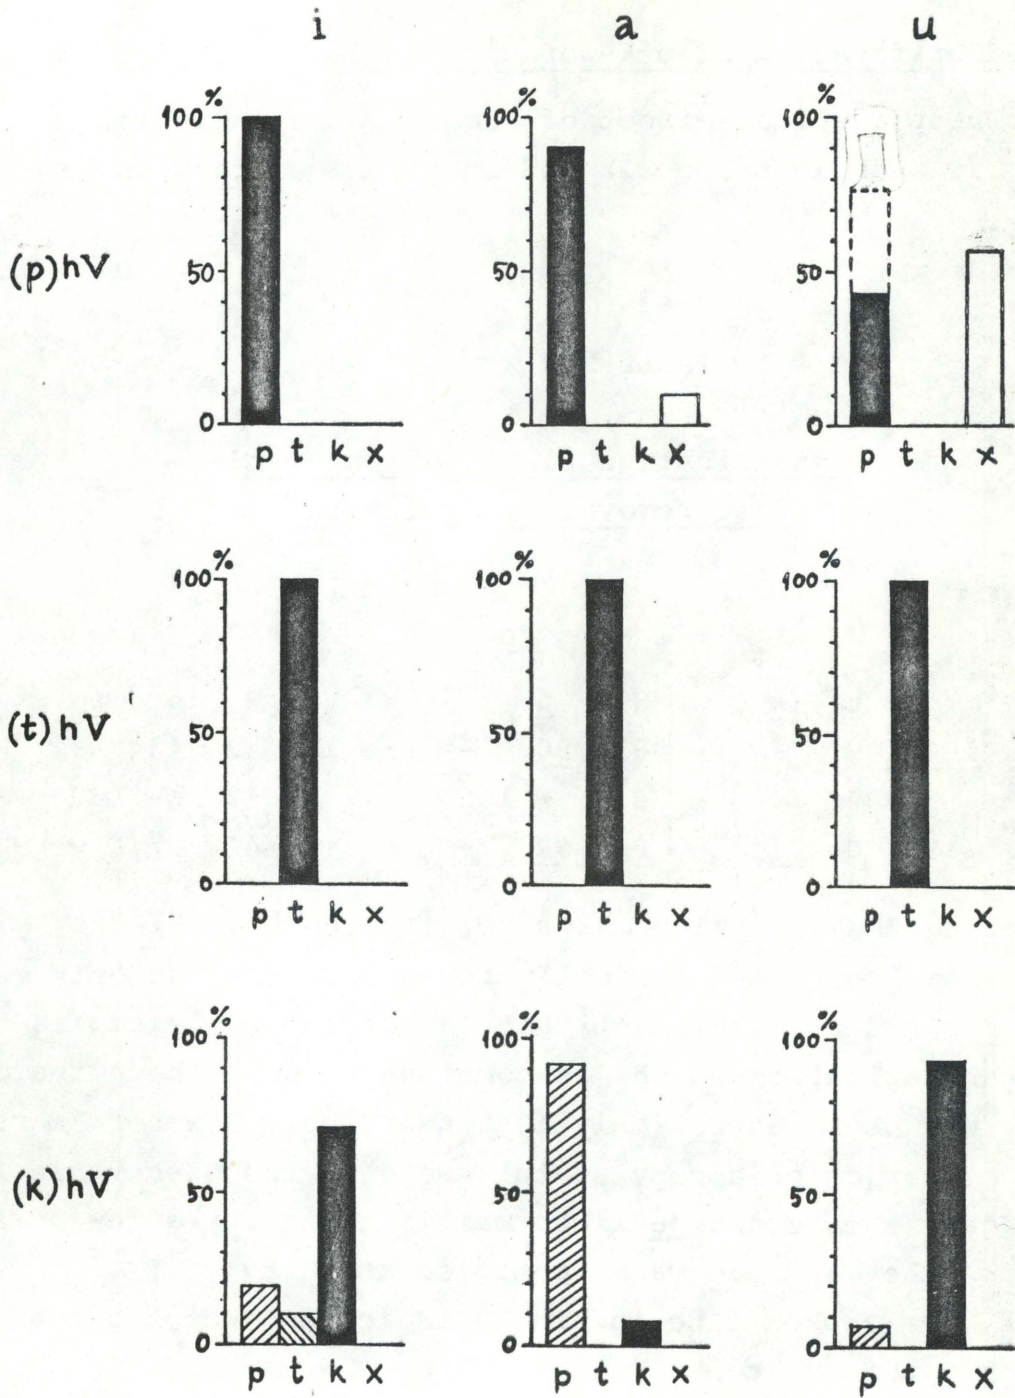 i a u
% % %
100 100 100
(p)hV 50 50 50
0 0 0
p t k x p t k x p t k x
% % %
100 100 100
(t)hV 50 50 50
0 0 0
p t k x p t k x p t k x
% % %
100 100 100
(k)hV 50 50 50
0 0 0
p t k x p t k x p t k x